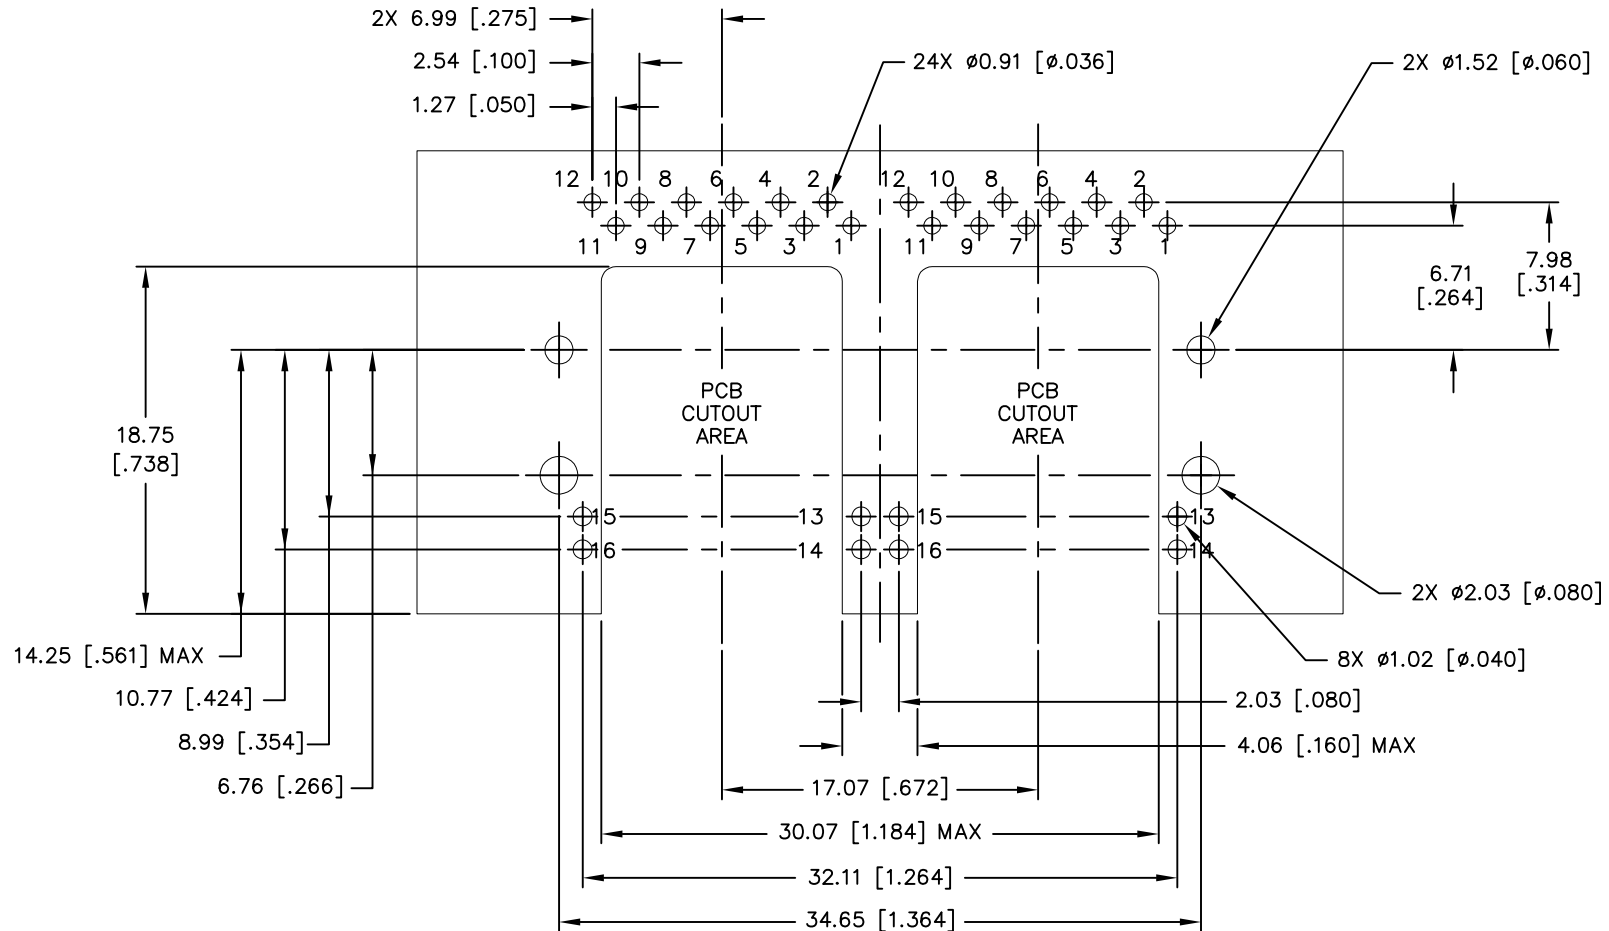 2X 6.99 [.275]
2.54 [.100]
1.27 [.050]
24X ø0.91 [ø.036]
2X ø1.52 [ø.060]
12 10 8 6 4 2 12 10 8 6 4 2
11 9 7 5 3 1 11 9 7 5 3 1
7.98
[.314]
6.71
[.264]
PCB
CUTOUT
AREA
PCB
CUTOUT
AREA
18.75
[.738]
15 13 15 13
16 14 16 14
2X ø2.03 [ø.080]
8X ø1.02 [ø.040]
14.25 [.561] MAX
10.77 [.424]
8.99 [.354]
6.76 [.266]
2.03 [.080]
4.06 [.160] MAX
17.07 [.672]
30.07 [1.184] MAX
32.11 [1.264]
34.65 [1.364]